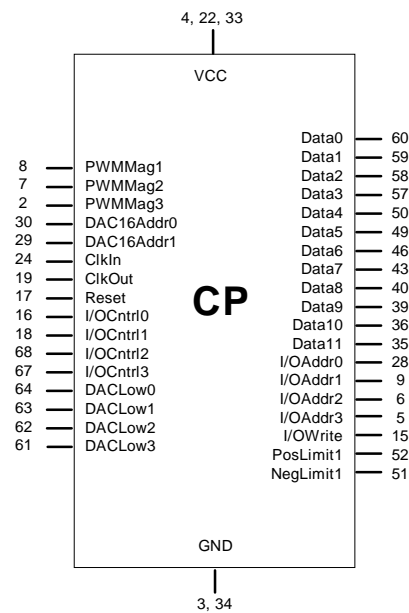 4, 22, 33
VCC
8 PWMMag1
7 PWMMag2
2 PWMMag3
30 DAC16Addr0
29 DAC16Addr1
24 ClkIn
19 ClkOut
17 Reset
16 I/OCntrl0
18 I/OCntrl1
68 I/OCntrl2
67 I/OCntrl3
64 DACLow0
63 DACLow1
62 DACLow2
61 DACLow3
CP
Data0 60
Data1 59
Data2 58
Data3 57
Data4 50
Data5 49
Data6 46
Data7 43
Data8 40
Data9 39
Data10 36
Data11 35
I/OAddr0 28
I/OAddr1 9
I/OAddr2 6
I/OAddr3 5
I/OWrite 15
PosLimit1 52
NegLimit1 51
GND
3, 34